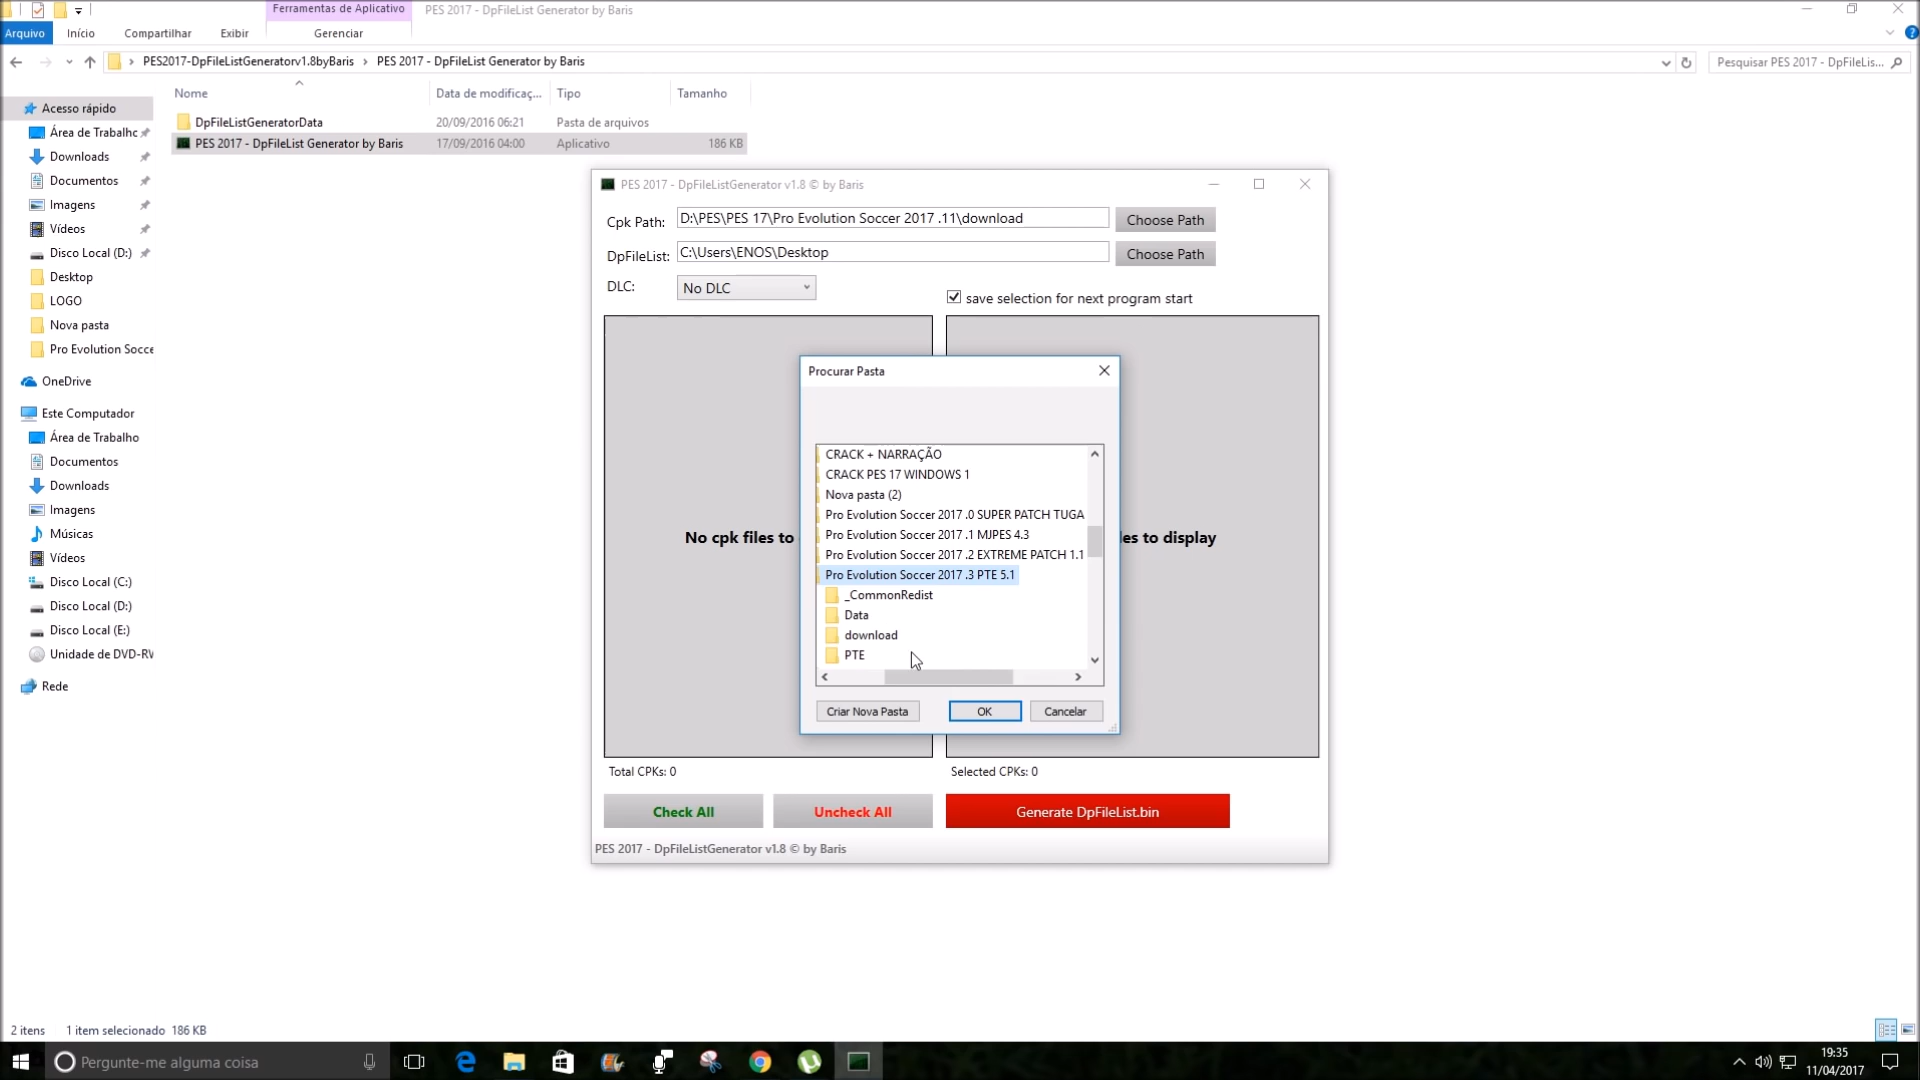 Ferramentas de Aplicativo
PES 2017 - DpFileList Generator by Baris
Arquivo
Início
Compartilhar
Exibir
Gerenciar
PES2017-DpFileListGeneratorv1.8byBaris
PES 2017 - DpFileList Generator by Baris
Pesquisar PES 2017 - DpFileLis...
Nome
Data de modificaç...
Tipo
Tamanho
DpFileListGeneratorData
20/09/2016 06:21
Pasta de arquivos
PES 2017 - DpFileList Generator by Baris
17/09/2016 04:00
Aplicativo
186 KB
Acesso rápido
Área de Trabalho
Downloads
Documentos
Imagens
Vídeos
Disco Local (D:)
Desktop
LOGO
Nova pasta
Pro Evolution Socce
OneDrive
Este Computador
Área de Trabalho
Documentos
Downloads
Imagens
Músicas
Vídeos
Disco Local (C:)
Disco Local (D:)
Disco Local (E:)
Unidade de DVD-RW
Rede
PES 2017 - DpFileListGenerator v1.8 © by Baris
Cpk Path:
D:\PES\PES 17\Pro Evolution Soccer 2017 .11\download
Choose Path
DpFileList:
C:\Users\ENOS\Desktop
Choose Path
DLC:
No DLC
save selection for next program start
No cpk files to
les to display
Procurar Pasta
CRACK + NARRAÇÃO
CRACK PES 17 WINDOWS 1
Nova pasta (2)
Pro Evolution Soccer 2017 .0 SUPER PATCH TUGA
Pro Evolution Soccer 2017 .1 MJPES 4.3
Pro Evolution Soccer 2017 .2 EXTREME PATCH 1.1
Pro Evolution Soccer 2017 .3 PTE 5.1
_CommonRedist
Data
download
PTE
Criar Nova Pasta
OK
Cancelar
Total CPKs: 0
Selected CPKs: 0
Check All
Uncheck All
Generate DpFileList.bin
PES 2017 - DpFileListGenerator v1.8 © by Baris
2 itens
1 item selecionado 186 KB
Pergunte-me alguma coisa
19:35
11/04/2017